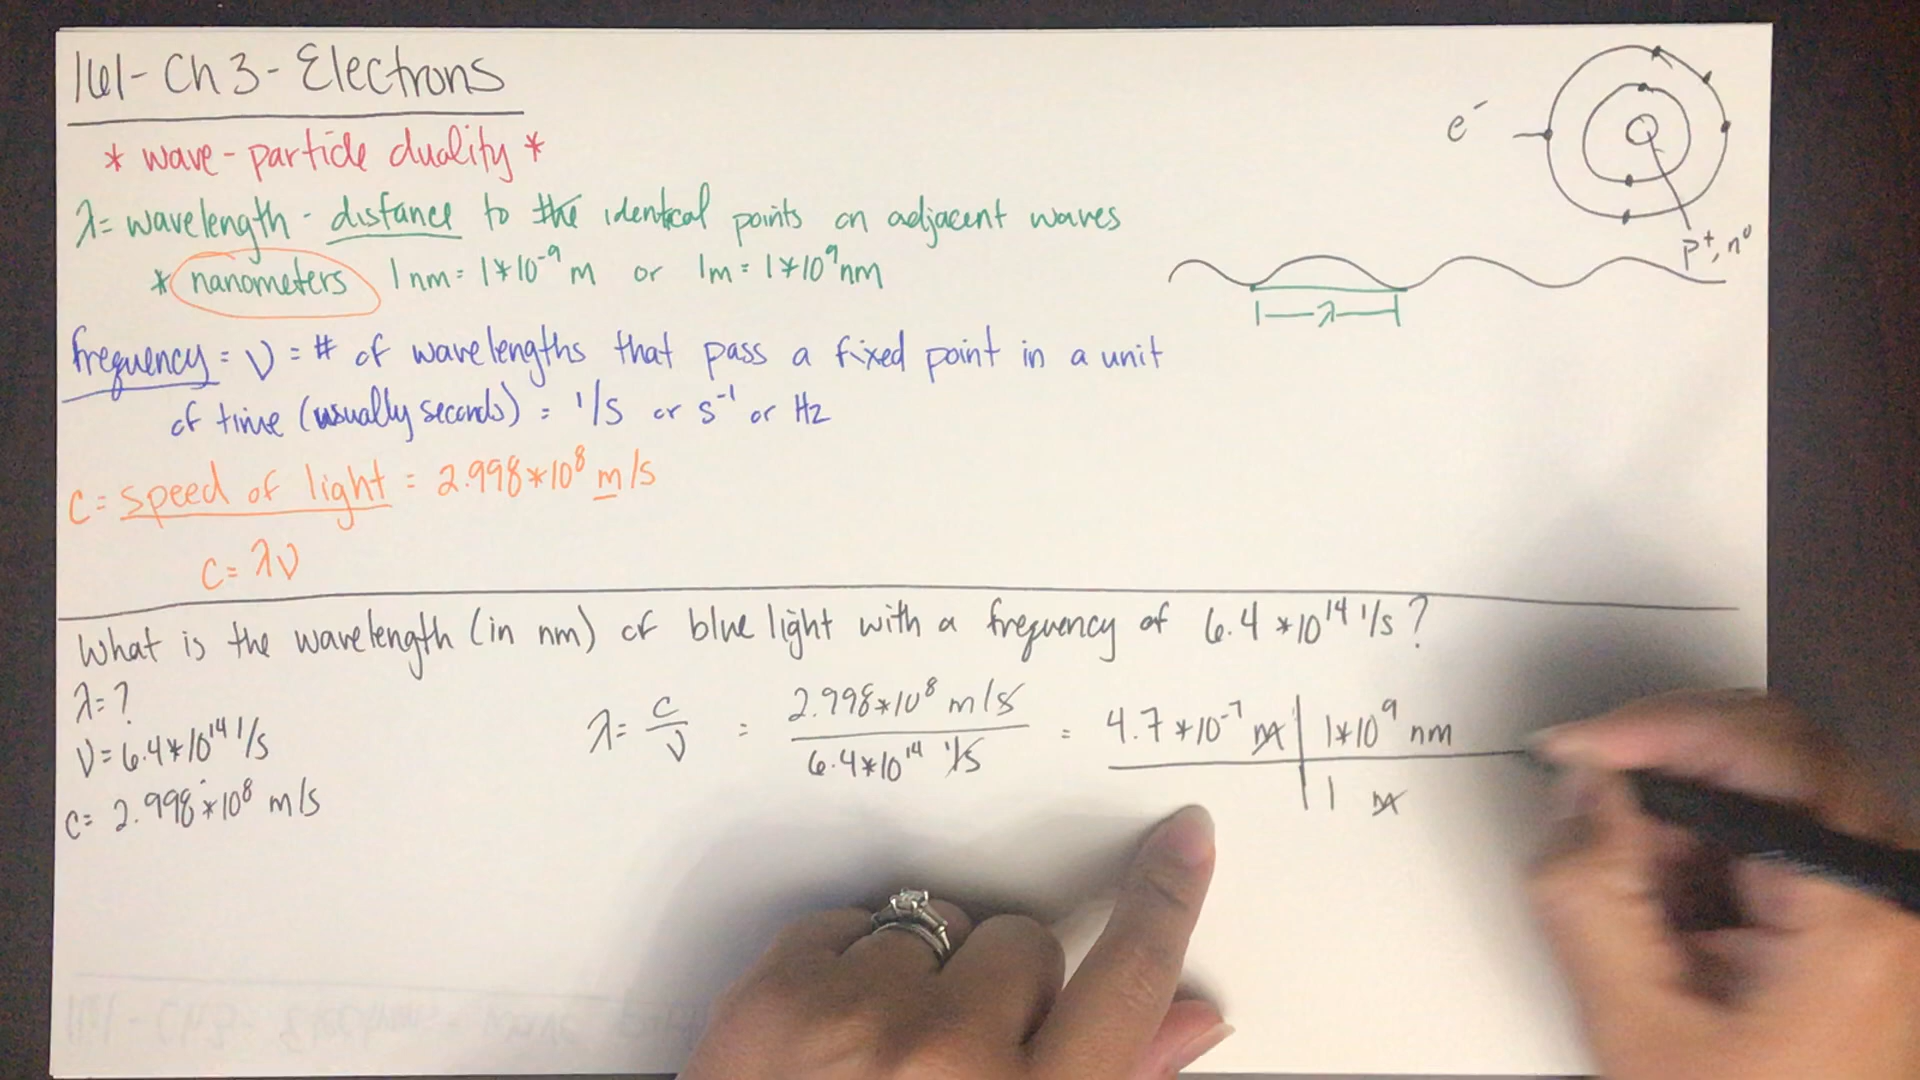 161-Ch 3-Electrons
* wave-particle duality *
λ= wavelength - distance to the identical points on adjacent waves
* nanometers 1 nm = 1*10⁻⁹ m or 1m = 1*10⁹ nm
e⁻
p⁺, n⁰
λ
frequency = ν = # of wavelengths that pass a fixed point in a unit
of time (usually seconds) = 1/s or s⁻¹ or Hz
c = speed of light = 2.998*10⁸ m/s
c = λν
What is the wavelength (in nm) of blue light with a frequency of 6.4 *10¹⁴ 1/s?
λ= ?
ν= 6.4*10¹⁴ 1/s
c= 2.998*10⁸ m/s
λ= c/ν = 2.998*10⁸ m/s / 6.4*10¹⁴ 1/s = 4.7 *10⁻⁷ m | 1*10⁹ nm
1 m